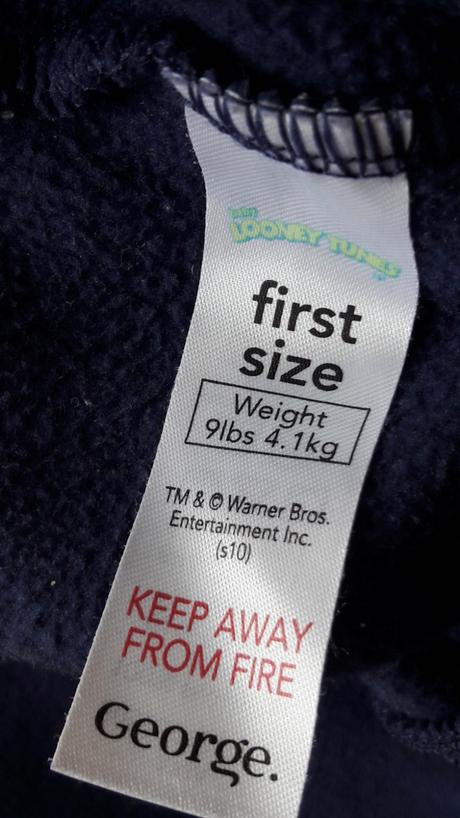 baby
LOONEY TUNES
first
size
Weight
9lbs 4.1kg
TM & © Warner Bros.
Entertainment Inc.
(s10)
KEEP AWAY
FROM FIRE
George.